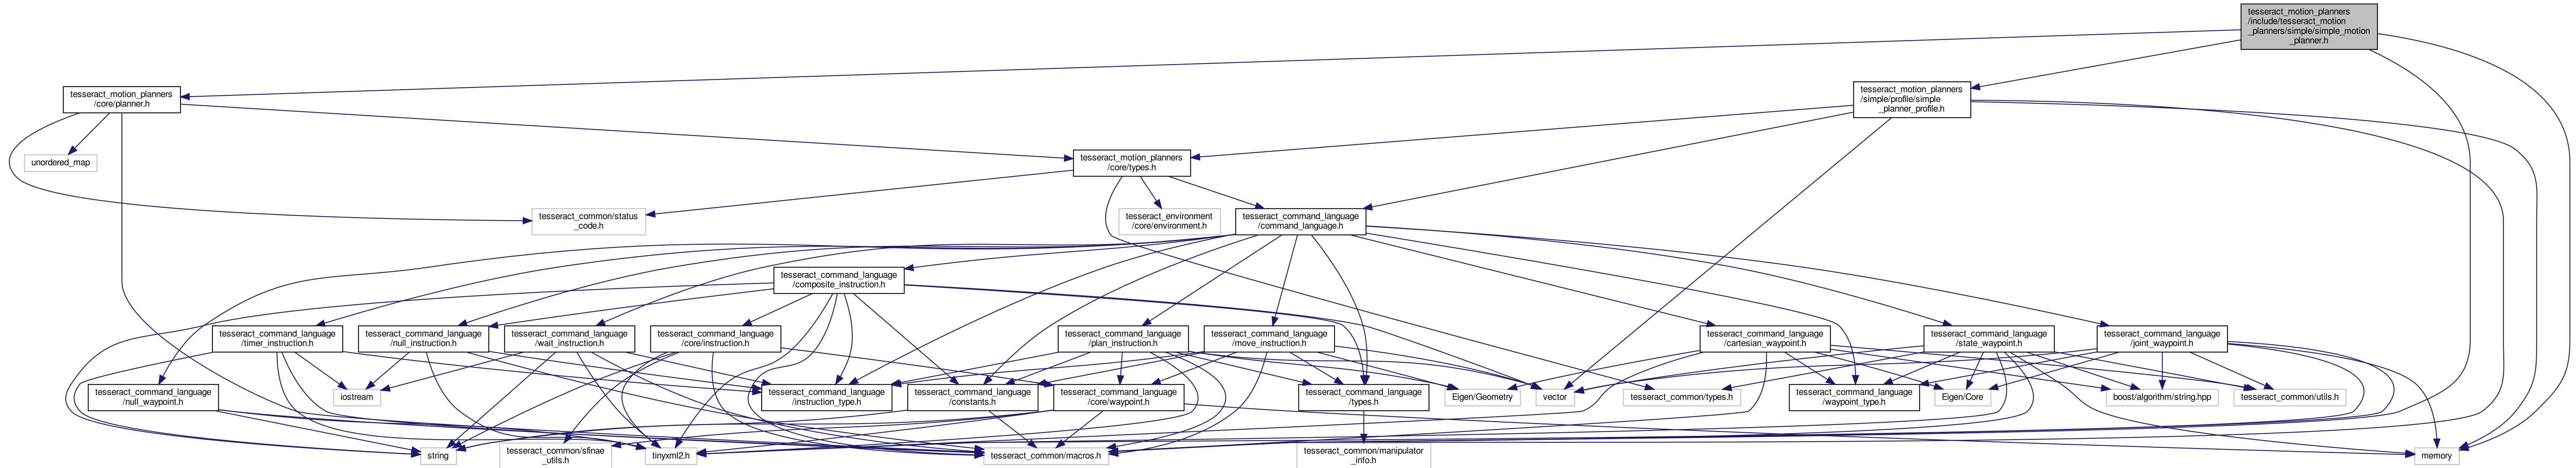 tesseract_motion_planners
/include/tesseract_motion
_planners/simple/simple_motion
_planner.h
tesseract_motion_planners
/core/planner.h
tesseract_motion_planners
/simple/profile/simple
_planner_profile.h
unordered_map
tesseract_motion_planners
/core/types.h
tesseract_common/status
_code.h
tesseract_environment
/core/environment.h
tesseract_command_language
/command_language.h
tesseract_command_language
/composite_instruction.h
tesseract_command_language
/timer_instruction.h
tesseract_command_language
/null_instruction.h
tesseract_command_language
/wait_instruction.h
tesseract_command_language
/core/instruction.h
tesseract_command_language
/plan_instruction.h
tesseract_command_language
/move_instruction.h
tesseract_command_language
/cartesian_waypoint.h
tesseract_command_language
/state_waypoint.h
tesseract_command_language
/joint_waypoint.h
tesseract_command_language
/null_waypoint.h
iostream
tesseract_command_language
/instruction_type.h
tesseract_command_language
/constants.h
tesseract_command_language
/core/waypoint.h
tesseract_command_language
/types.h
Eigen/Geometry
vector
tesseract_common/types.h
tesseract_command_language
/waypoint_type.h
Eigen/Core
boost/algorithm/string.hpp
tesseract_common/utils.h
string
tesseract_common/sfinae
_utils.h
tinyxml2.h
tesseract_common/macros.h
tesseract_common/manipulator
_info.h
memory